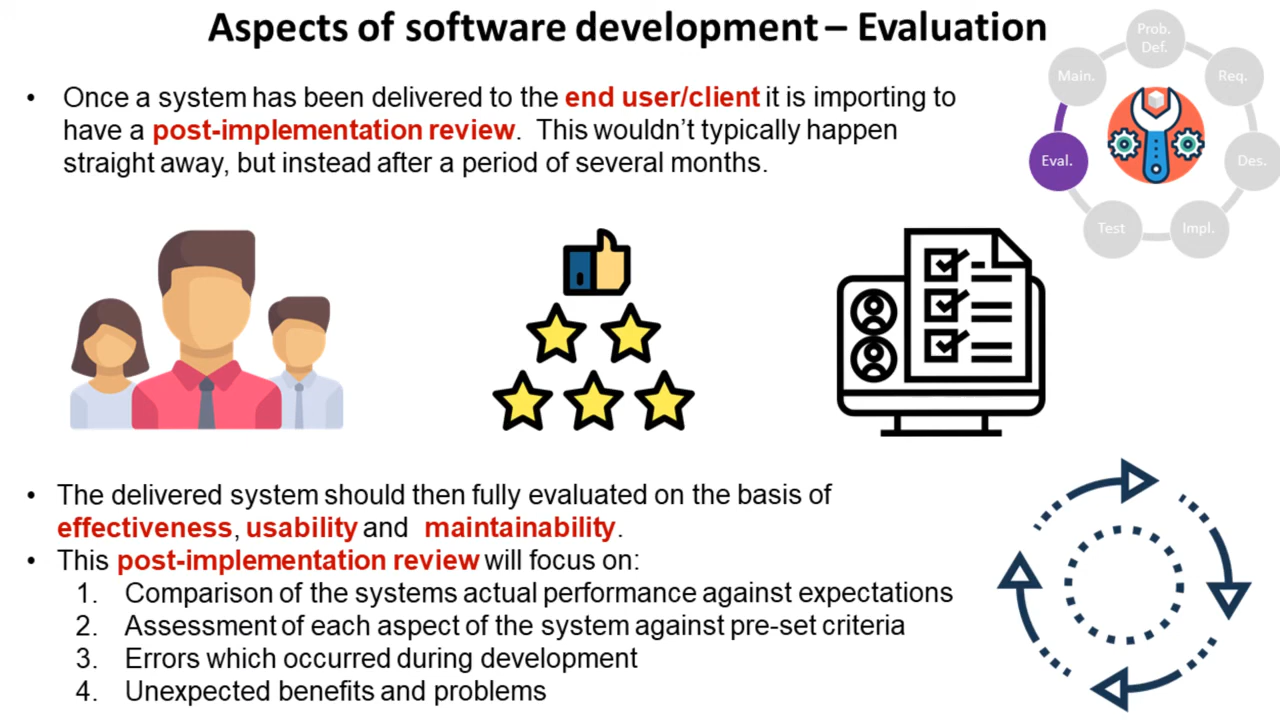 Aspects of software development – Evaluation
Prob.
Def.
Main.
Req.
Eval.
Des.
Test
Impl.
• Once a system has been delivered to the end user/client it is importing to
have a post-implementation review. This wouldn't typically happen
straight away, but instead after a period of several months.
• The delivered system should then fully evaluated on the basis of
effectiveness, usability and maintainability.
• This post-implementation review will focus on:
1. Comparison of the systems actual performance against expectations
2. Assessment of each aspect of the system against pre-set criteria
3. Errors which occurred during development
4. Unexpected benefits and problems